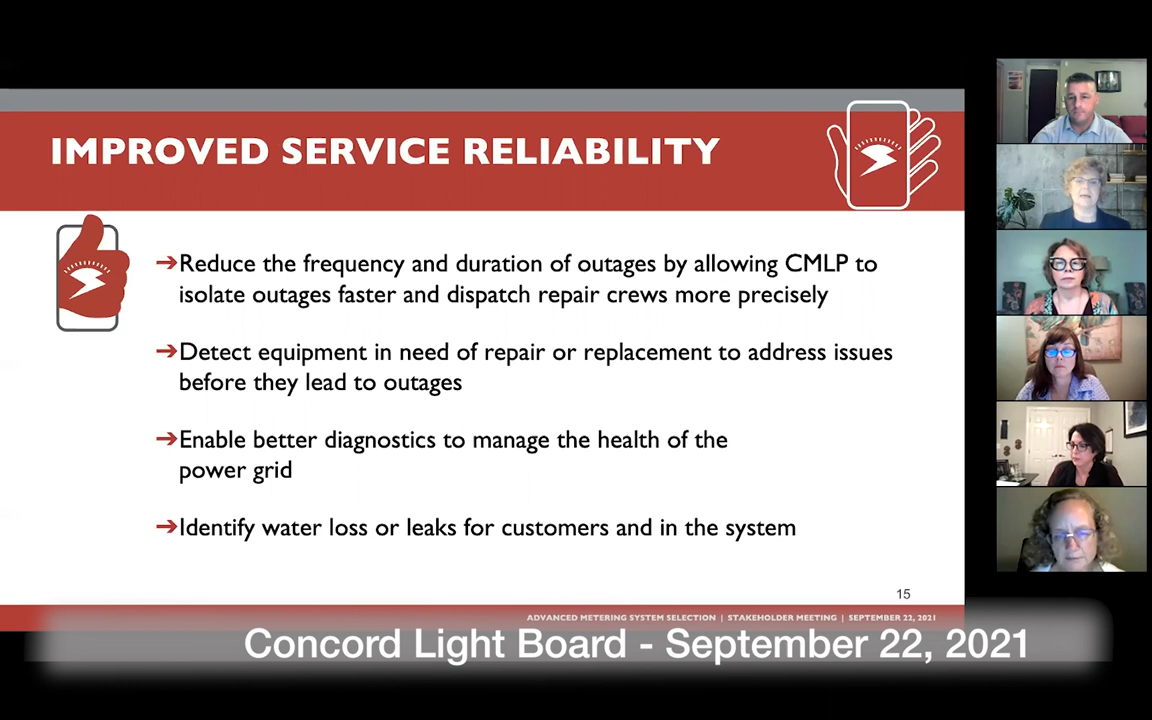 IMPROVED SERVICE RELIABILITY
➔Reduce the frequency and duration of outages by allowing CMLP to
isolate outages faster and dispatch repair crews more precisely
➔Detect equipment in need of repair or replacement to address issues
before they lead to outages
➔Enable better diagnostics to manage the health of the
power grid
➔Identify water loss or leaks for customers and in the system
15
ADVANCED METERING SYSTEM SELECTION | STAKEHOLDER MEETING | SEPTEMBER 22, 2021
Concord Light Board - September 22, 2021